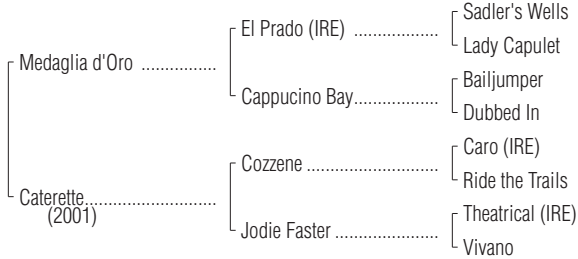 Sadler's Wells
El Prado (IRE) ..................
Lady Capulet
Medaglia d'Oro ................
Bailjumper
Cappucino Bay..................
Dubbed In
Caro (IRE)
Cozzene ............................
Ride the Trails
Caterette............................
(2001)
Theatrical (IRE)
Jodie Faster ......................
Vivano